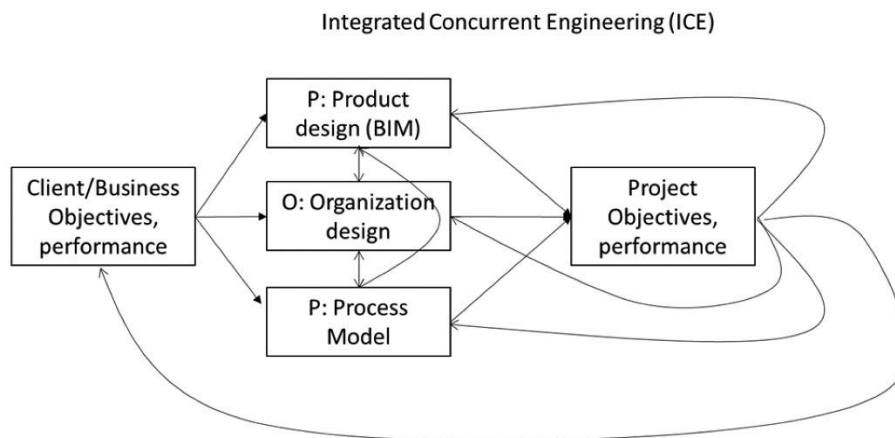 Integrated Concurrent Engineering (ICE)
P: Product
design (BIM)
Client/Business
Objectives,
performance
O: Organization
design
Project
Objectives,
performance
P: Process
Model